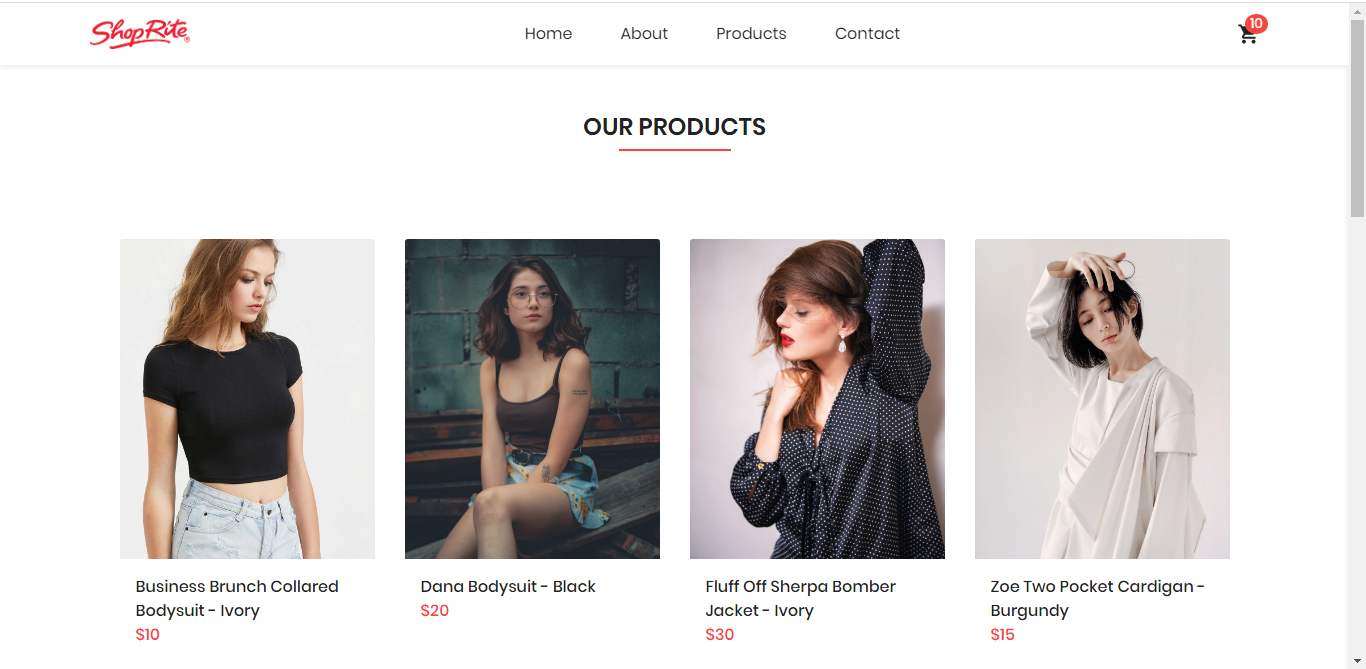 ShopRite®
Home
About
Products
Contact
10
OUR PRODUCTS
Business Brunch Collared
Bodysuit - Ivory
$10
Dana Bodysuit - Black
$20
Fluff Off Sherpa Bomber
Jacket - Ivory
$30
Zoe Two Pocket Cardigan -
Burgundy
$15